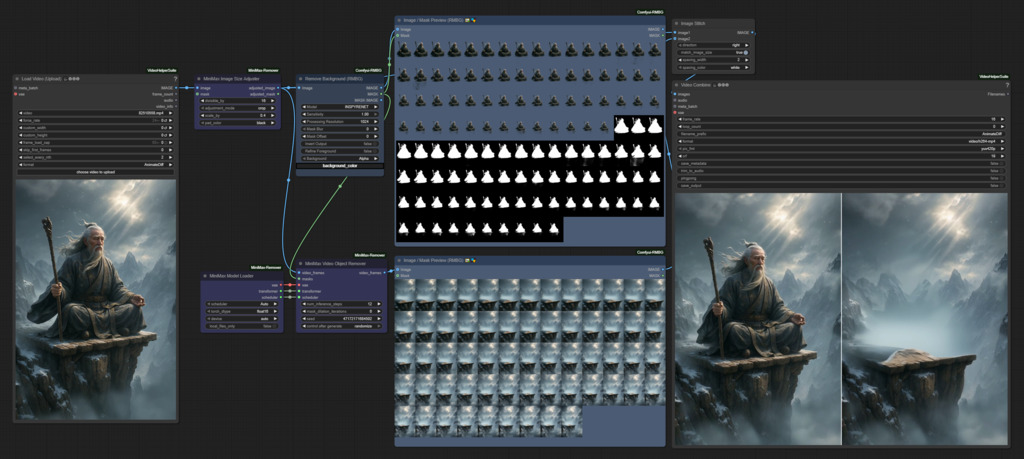 VideoHelperSuite
Load Video (Upload)
?
meta_batch
vae
IMAGE
frame_count
audio
video_info
video
force_rate
0
custom_width
0
custom_height
0
frame_load_cap
0
skip_first_frames
0
select_every_nth
2
format
AnimateDiff
choose video to upload
MiniMax-Remover
MiniMax Image Size Adjuster
image
adjusted_image
mask
adjusted_mask
divisible_by
16
adjustment_mode
crop
scale_by
0.4
pad_color
black
Comfyui-RMBG
Remove Background (RMBG)
image
IMAGE
MASK
MASK_IMAGE
Model
INSPYRENET
Sensitivity
1.00
Processing Resolution
1024
Mask Blur
0
Mask Offset
0
Invert Output
false
Refine Foreground
false
Background
Alpha
background_color
MiniMax-Remover
MiniMax Model Loader
vae
transformer
scheduler
scheduler
Auto
torch_dtype
float16
device
auto
local_files_only
false
MiniMax-Remover
MiniMax Video Object Remover
video_frames
video_frames
masks
vae
transformer
scheduler
num_inference_steps
12
mask_dilation_iterations
6
seed
control after generate
randomize
Comfyui-RMBG
Image / Mask Preview (RMBG)
image
IMAGE
Mask
MASK
Comfyui-RMBG
Image / Mask Preview (RMBG)
image
IMAGE
Mask
MASK
Image Stitch
image1
IMAGE
image2
direction
right
match_image_size
true
spacing_width
2
spacing_color
white
VideoHelperSuite
Video Combine
?
images
Filenames
audio
meta_batch
vae
frame_rate
loop_count
0
filename_prefix
AnimateDiff
format
video/h264-mp4
pix_fmt
yuv420p
crf
19
save_metadata
false
trim_to_audio
false
pingpong
false
save_output
false